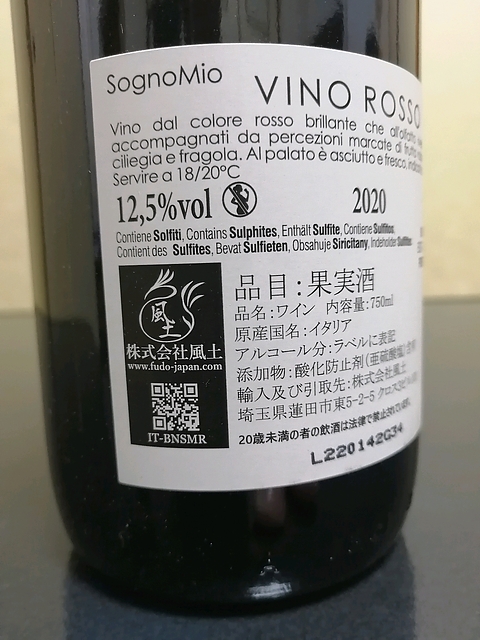 SognoMio
VINO ROSSO
Vino dal colore rosso brillante che all'olfatto
accompagnati da percezioni marcate di frutta
ciliegia e fragola. Al palato è asciutto e fresco,
Servire a 18/20°C
12,5%vol
2020
Contiene Solfiti, Contains Sulphites, Enthält Sulfite, Contiene Sulfitos,
Contient des Sulfites, Bevat Sulfieten, Obsahuje Siricitany, Indeholder Sulfitter,
風土
株式会社風土
www.fudo-japan.com
IT-BNSMR
品目:果実酒
品名:ワイン 内容量:750ml
原産国名:イタリア
アルコール分:ラベルに表記
添加物:酸化防止剤(亜硫酸塩)含有
輸入及び引取先:株式会社風土
埼玉県蓮田市東5-2-5 クロス
20歳未満の者の飲酒は法律で禁止されています。
L220142G34